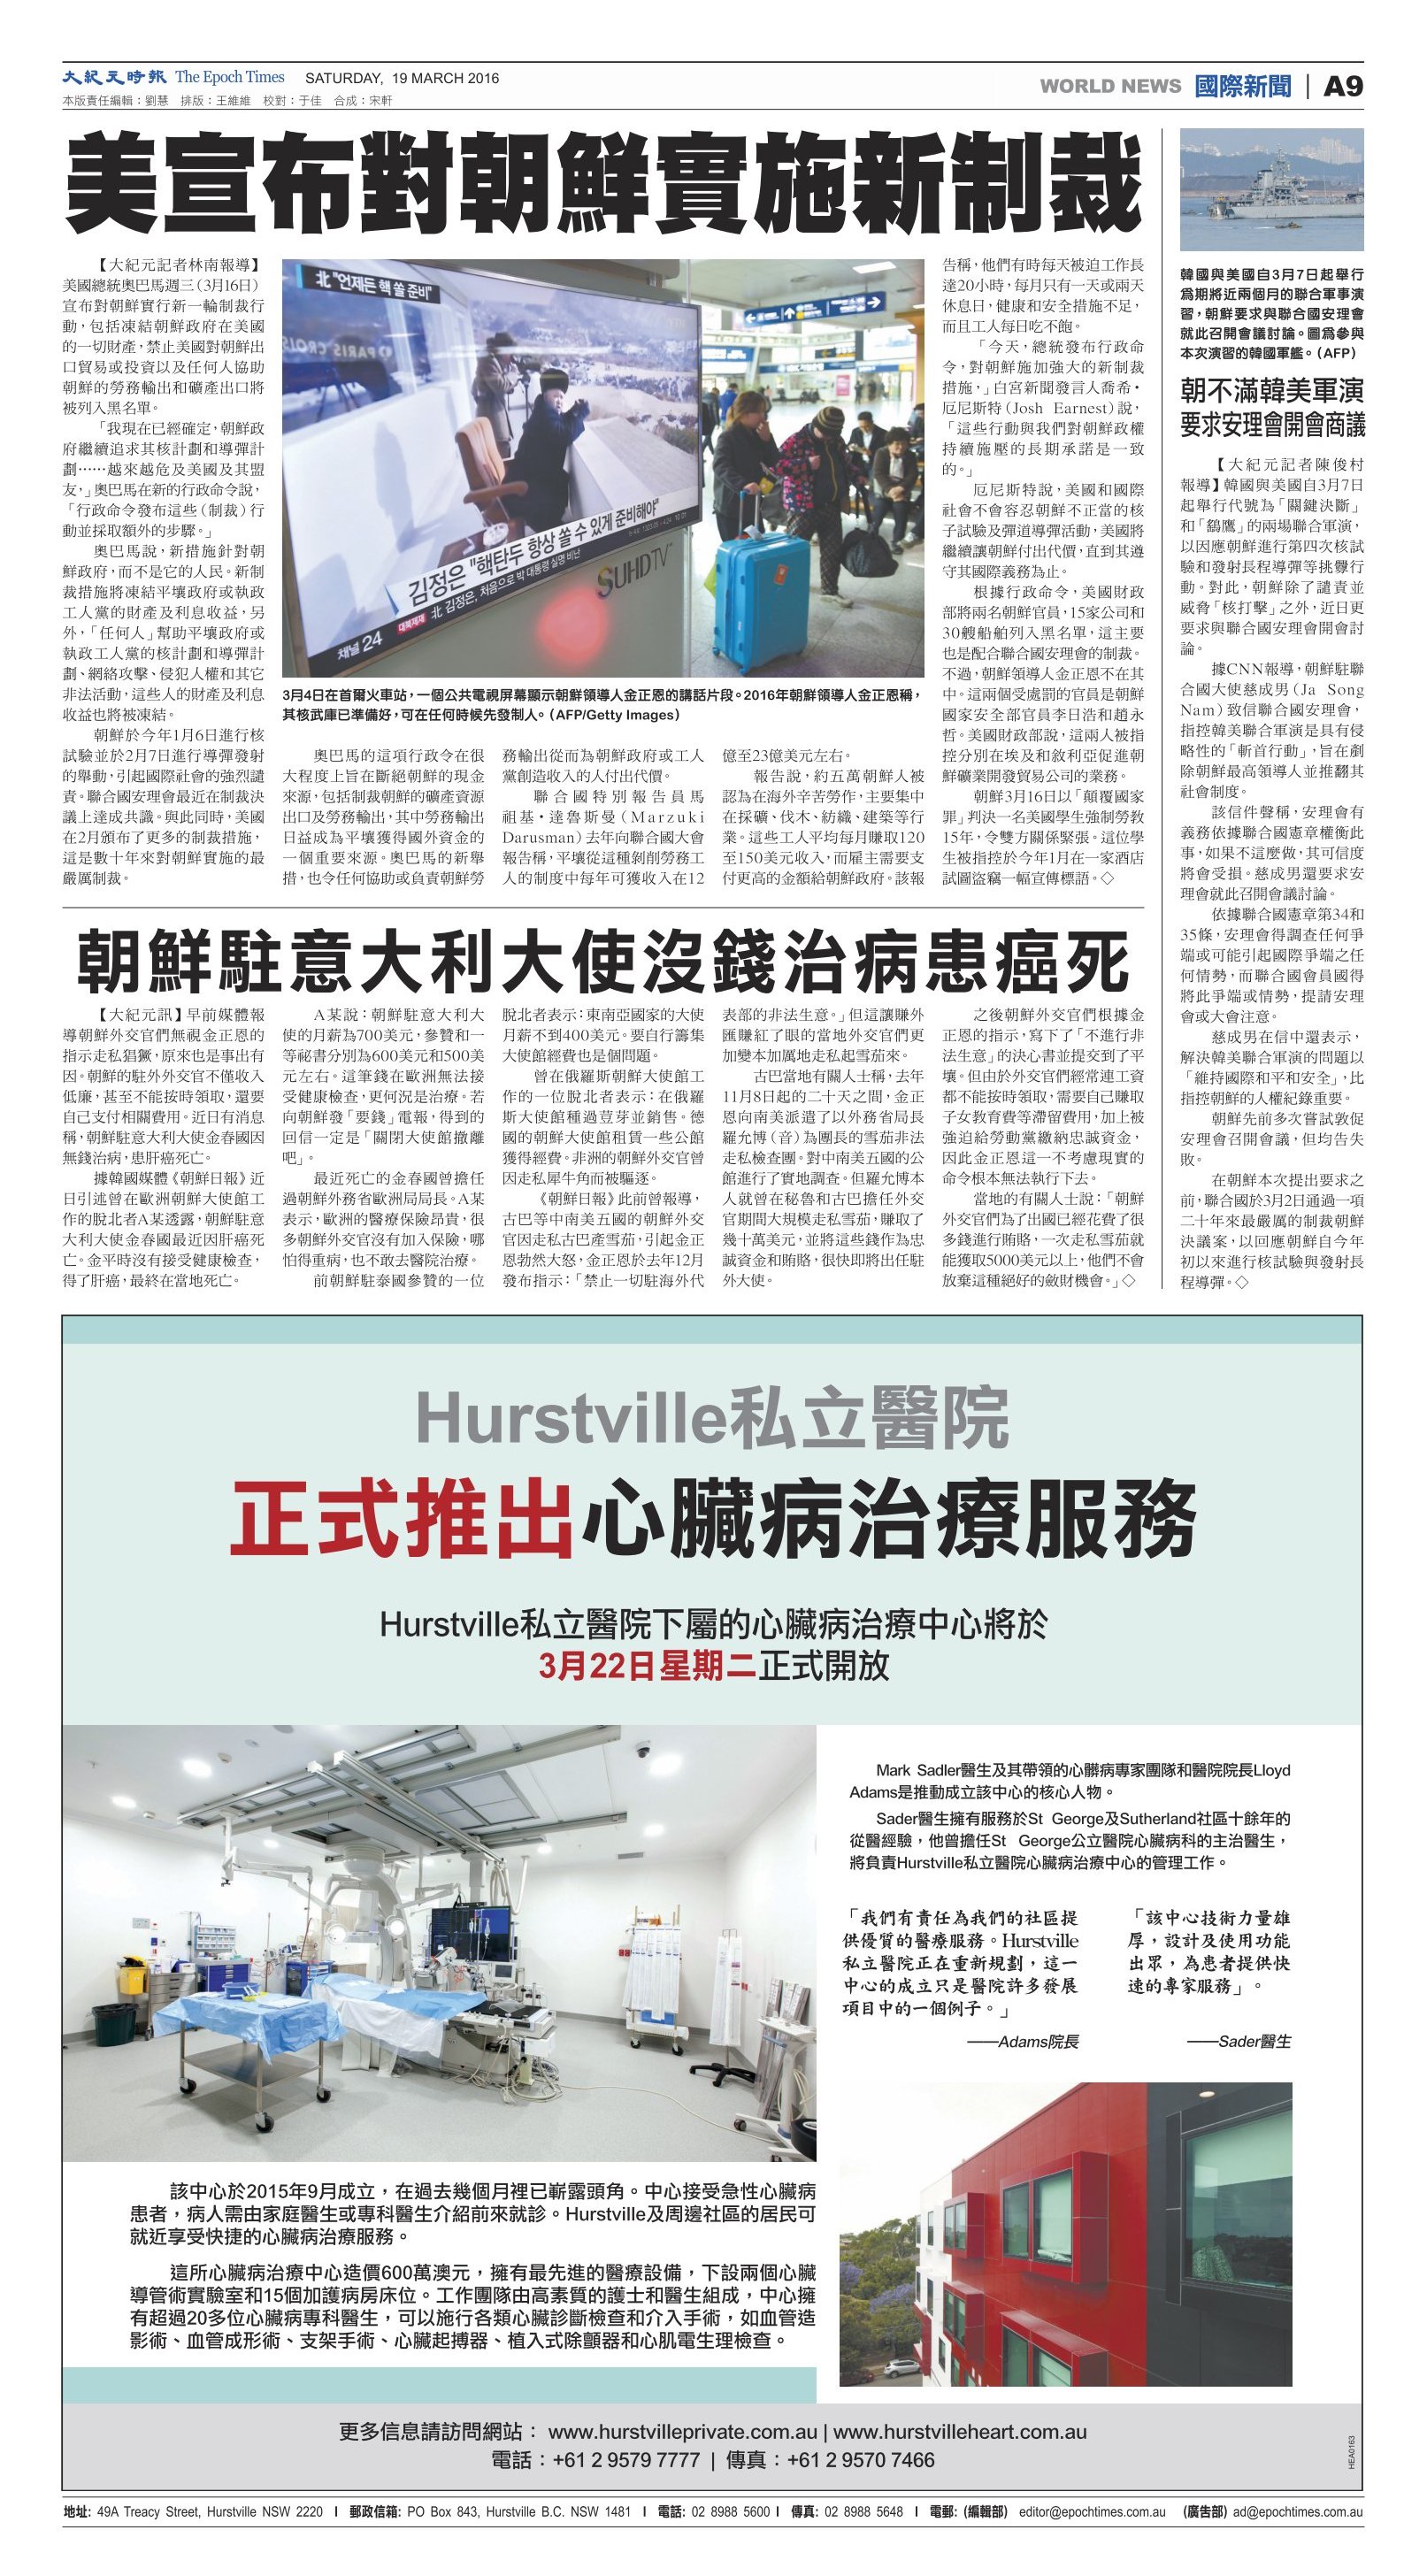 大紀元時報 The Epoch Times SATURDAY, 19 MARCH 2016
本版責任編輯：劉慧 排版：王維維 校對：于佳 合成：宋軒
WORLD NEWS 國際新聞 | A9
美宣布對朝鮮實施新制裁
【大紀元記者林南報導】
美國總統奧巴馬週三（3月16日）
宣布對朝鮮實行新一輪制裁行
動，包括凍結朝鮮政府在美國
的一切財產，禁止美國對朝鮮出
口貿易或投資以及任何人協助
朝鮮的勞務輸出和礦產出口將
被列入黑名單。
「我現在已經確定，朝鮮政
府繼續追求其核計劃和導彈計
劃……越來越危及美國及其盟
友，」奧巴馬在新的行政命令說，
「行政命令發布這些（制裁）行
動並採取額外的步驟。」
奧巴馬說，新措施針對朝
鮮政府，而不是它的人民。新制
裁措施將凍結平壤政府或執政
工人黨的財產及利息收益，另
外，「任何人」幫助平壤政府或
執政工人黨的核計劃和導彈計
劃、網絡攻擊、侵犯人權和其它
非法活動，這些人的財產及利息
收益也將被凍結。
朝鮮於今年1月6日進行核
試驗並於2月7日進行導彈發射
的舉動，引起國際社會的強烈譴
責。聯合國安理會最近在制裁決
議上達成共識。與此同時，美國
在2月頒布了更多的制裁措施，
這是數十年來對朝鮮實施的最
嚴厲制裁。
北 "언제든 핵 쏠 준비"
김정은 "핵탄두 항상 쏠 수 있게 준비해야"
채널 24 대북제재 北 김정은, 처음으로 박 대통령 실명 비난
SUHD TV
3月4日在首爾火車站，一個公共電視屏幕顯示朝鮮領導人金正恩的講話片段。2016年朝鮮領導人金正恩稱，
其核武庫已準備好，可在任何時候先發制人。（AFP/Getty Images）
奧巴馬的這項行政令在很
大程度上旨在斷絕朝鮮的現金
來源，包括制裁朝鮮的礦產資源
出口及勞務輸出，其中勞務輸出
日益成為平壤獲得國外資金的
一個重要來源。奧巴馬的新舉
措，也令任何協助或負責朝鮮勞
務輸出從而為朝鮮政府或工人
黨創造收入的人付出代價。
聯合國特別報告員馬
祖基·達魯斯曼（Marzuki
Darusman）去年向聯合國大會
報告稱，平壤從這種剝削勞務工
人的制度中每年可獲收入在12
億至23億美元左右。
報告說，約五萬朝鮮人被
認為在海外辛苦勞作，主要集中
在採礦、伐木、紡織、建築等行
業。這些工人平均每月賺取120
至150美元收入，而雇主需要支
付更高的金額給朝鮮政府。該報
告稱，他們有時每天被迫工作長
達20小時，每月只有一天或兩天
休息日，健康和安全措施不足，
而且工人每日吃不飽。
「今天，總統發布行政命
令，對朝鮮施加強大的新制裁
措施，」白宮新聞發言人喬希·
厄尼斯特（Josh Earnest）說，
「這些行動與我們對朝鮮政權
持續施壓的長期承諾是一致
的。」
厄尼斯特說，美國和國際
社會不會容忍朝鮮不正當的核
子試驗及彈道導彈活動，美國將
繼續讓朝鮮付出代價，直到其遵
守其國際義務為止。
根據行政命令，美國財政
部將兩名朝鮮官員，15家公司和
30艘船舶列入黑名單，這主要
也是配合聯合國安理會的制裁。
不過，朝鮮領導人金正恩不在其
中。這兩個受處罰的官員是朝鮮
國家安全部官員李日浩和趙永
哲。美國財政部說，這兩人被指
控分別在埃及和敘利亞促進朝
鮮礦業開發貿易公司的業務。
朝鮮3月16日以「顛覆國家
罪」判決一名美國學生強制勞教
15年，令雙方關係緊張。這位學
生被指控於今年1月在一家酒店
試圖盜竊一幅宣傳標語。◇
韓國與美國自3月7日起舉行
為期將近兩個月的聯合軍事演
習，朝鮮要求與聯合國安理會
就此召開會議討論。圖為參與
本次演習的韓國軍艦。（AFP）
朝不滿韓美軍演
要求安理會開會商議
【大紀元記者陳俊村
報導】韓國與美國自3月7日
起舉行代號為「關鍵決斷」
和「鷂鷹」的兩場聯合軍演，
以因應朝鮮進行第四次核試
驗和發射長程導彈等挑釁行
動。對此，朝鮮除了譴責並
威脅「核打擊」之外，近日更
要求與聯合國安理會開會討
論。
據CNN報導，朝鮮駐聯
合國大使慈成男（Ja Song
Nam）致信聯合國安理會，
指控韓美聯合軍演是具有侵
略性的「斬首行動」，旨在剷
除朝鮮最高領導人並推翻其
社會制度。
該信件聲稱，安理會有
義務依據聯合國憲章權衡此
事，如果不這麼做，其可信度
將會受損。慈成男還要求安
理會就此召開會議討論。
依據聯合國憲章第34和
35條，安理會得調查任何爭
端或可能引起國際爭端之任
何情勢，而聯合國會員國得
將此爭端或情勢，提請安理
會或大會注意。
慈成男在信中還表示，
解決韓美聯合軍演的問題以
「維持國際和平和安全」，比
指控朝鮮的人權紀錄重要。
朝鮮先前多次嘗試敦促
安理會召開會議，但均告失
敗。
在朝鮮本次提出要求之
前，聯合國於3月2日通過一項
二十年來最嚴厲的制裁朝鮮
決議案，以回應朝鮮自今年
初以來進行核試驗與發射長
程導彈。◇
朝鮮駐意大利大使沒錢治病患癌死
【大紀元訊】早前媒體報
導朝鮮外交官們無視金正恩的
指示走私猖獗，原來也是事出有
因。朝鮮的駐外外交官不僅收入
低廉，甚至不能按時領取，還要
自己支付相關費用。近日有消息
稱，朝鮮駐意大利大使金春國因
無錢治病，患肝癌死亡。
據韓國媒體《朝鮮日報》近
日引述曾在歐洲朝鮮大使館工
作的脫北者A某透露，朝鮮駐意
大利大使金春國最近因肝癌死
亡。金平時沒有接受健康檢查，
得了肝癌，最終在當地死亡。
A某說：朝鮮駐意大利大
使的月薪為700美元，參贊和一
等祕書分別為600美元和500美
元左右。這筆錢在歐洲無法接
受健康檢查，更何況是治療。若
向朝鮮發「要錢」電報，得到的
回信一定是「關閉大使館撤離
吧」。
最近死亡的金春國曾擔任
過朝鮮外務省歐洲局局長。A某
表示，歐洲的醫療保險昂貴，很
多朝鮮外交官沒有加入保險，哪
怕得重病，也不敢去醫院治療。
前朝鮮駐泰國參贊的一位
脫北者表示：東南亞國家的大使
月薪不到400美元。要自行籌集
大使館經費也是個問題。
曾在俄羅斯朝鮮大使館工
作的一位脫北者表示：在俄羅
斯大使館種過荳芽並銷售。德
國的朝鮮大使館租賃一些公館
獲得經費。非洲的朝鮮外交官曾
因走私犀牛角而被驅逐。
《朝鮮日報》此前曾報導，
古巴等中南美五國的朝鮮外交
官因走私古巴產雪茄，引起金正
恩勃然大怒，金正恩於去年12月
發布指示：「禁止一切駐海外代
表部的非法生意。」但這讓賺外
匯賺紅了眼的當地外交官們更
加變本加厲地走私起雪茄來。
古巴當地有關人士稱，去年
11月8日起的二十天之間，金正
恩向南美派遣了以外務省局長
羅允博（音）為團長的雪茄非法
走私檢查團。對中南美五國的公
館進行了實地調查。但羅允博本
人就曾在秘魯和古巴擔任外交
官期間大規模走私雪茄，賺取了
幾十萬美元，並將這些錢作為忠
誠資金和賄賂，很快即將出任駐
外大使。
之後朝鮮外交官們根據金
正恩的指示，寫下了「不進行非
法生意」的決心書並提交到了平
壤。但由於外交官們經常連工資
都不能按時領取，需要自己賺取
子女教育費等滯留費用，加上被
強迫給勞動黨繳納忠誠資金，
因此金正恩這一不考慮現實的
命令根本無法執行下去。
當地的有關人士說：「朝鮮
外交官們為了出國已經花費了很
多錢進行賄賂，一次走私雪茄就
能獲取5000美元以上，他們不會
放棄這種絕好的斂財機會。」◇
Hurstville私立醫院
正式推出心臟病治療服務
Hurstville私立醫院下屬的心臟病治療中心將於
3月22日星期二正式開放
Mark Sadler醫生及其帶領的心髒病專家團隊和醫院院長Lloyd
Adams是推動成立該中心的核心人物。
Sader醫生擁有服務於St George及Sutherland社區十餘年的
從醫經驗，他曾擔任St George公立醫院心臟病科的主治醫生，
將負責Hurstville私立醫院心臟病治療中心的管理工作。
「我們有責任為我們的社區提
供優質的醫療服務。Hurstville
私立醫院正在重新規劃，這一
中心的成立只是醫院許多發展
項目中的一個例子。」
——Adams院長
「該中心技術力量雄
厚，設計及使用功能
出眾，為患者提供快
速的專家服務」。
——Sader醫生
該中心於2015年9月成立，在過去幾個月裡已嶄露頭角。中心接受急性心臟病
患者，病人需由家庭醫生或專科醫生介紹前來就診。Hurstville及周邊社區的居民可
就近享受快捷的心臟病治療服務。
這所心臟病治療中心造價600萬澳元，擁有最先進的醫療設備，下設兩個心臟
導管術實驗室和15個加護病房床位。工作團隊由高素質的護士和醫生組成，中心擁
有超過20多位心臟病專科醫生，可以施行各類心臟診斷檢查和介入手術，如血管造
影術、血管成形術、支架手術、心臟起搏器、植入式除顫器和心肌電生理檢查。
更多信息請訪問網站： www.hurstvilleprivate.com.au | www.hurstvilleheart.com.au
電話：+61 2 9579 7777 | 傳真：+61 2 9570 7466
HEA0163
地址: 49A Treacy Street, Hurstville NSW 2220 I 郵政信箱: PO Box 843, Hurstville B.C. NSW 1481 I 電話: 02 8988 5600 I 傳真: 02 8988 5648 I 電郵: (編輯部) editor@epochtimes.com.au (廣告部) ad@epochtimes.com.au